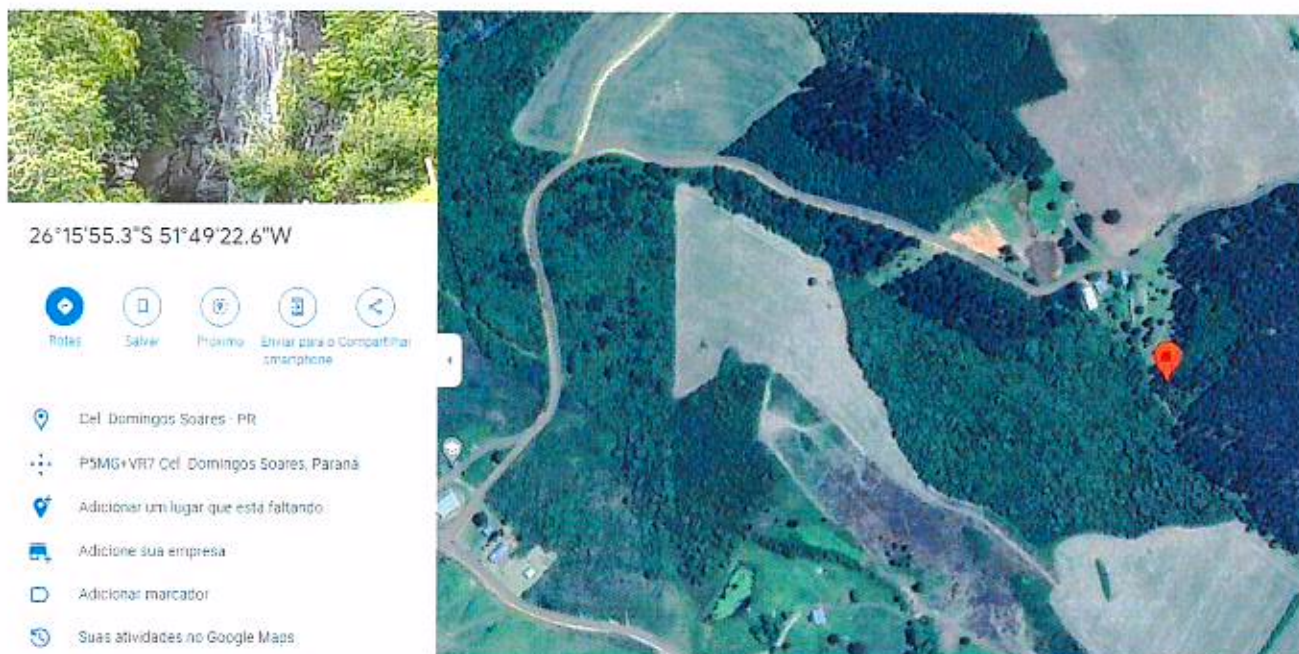 26°15'55.3"S 51°49'22.6"W
Rotas
Salvar
Próximo
Enviar para o
smartphone
Compartilhar
Cel. Domingos Soares - PR
P5MG+VR7 Cel. Domingos Soares, Paraná
Adicionar um lugar que está faltando
Adicione sua empresa
Adicionar marcador
Suas atividades no Google Maps